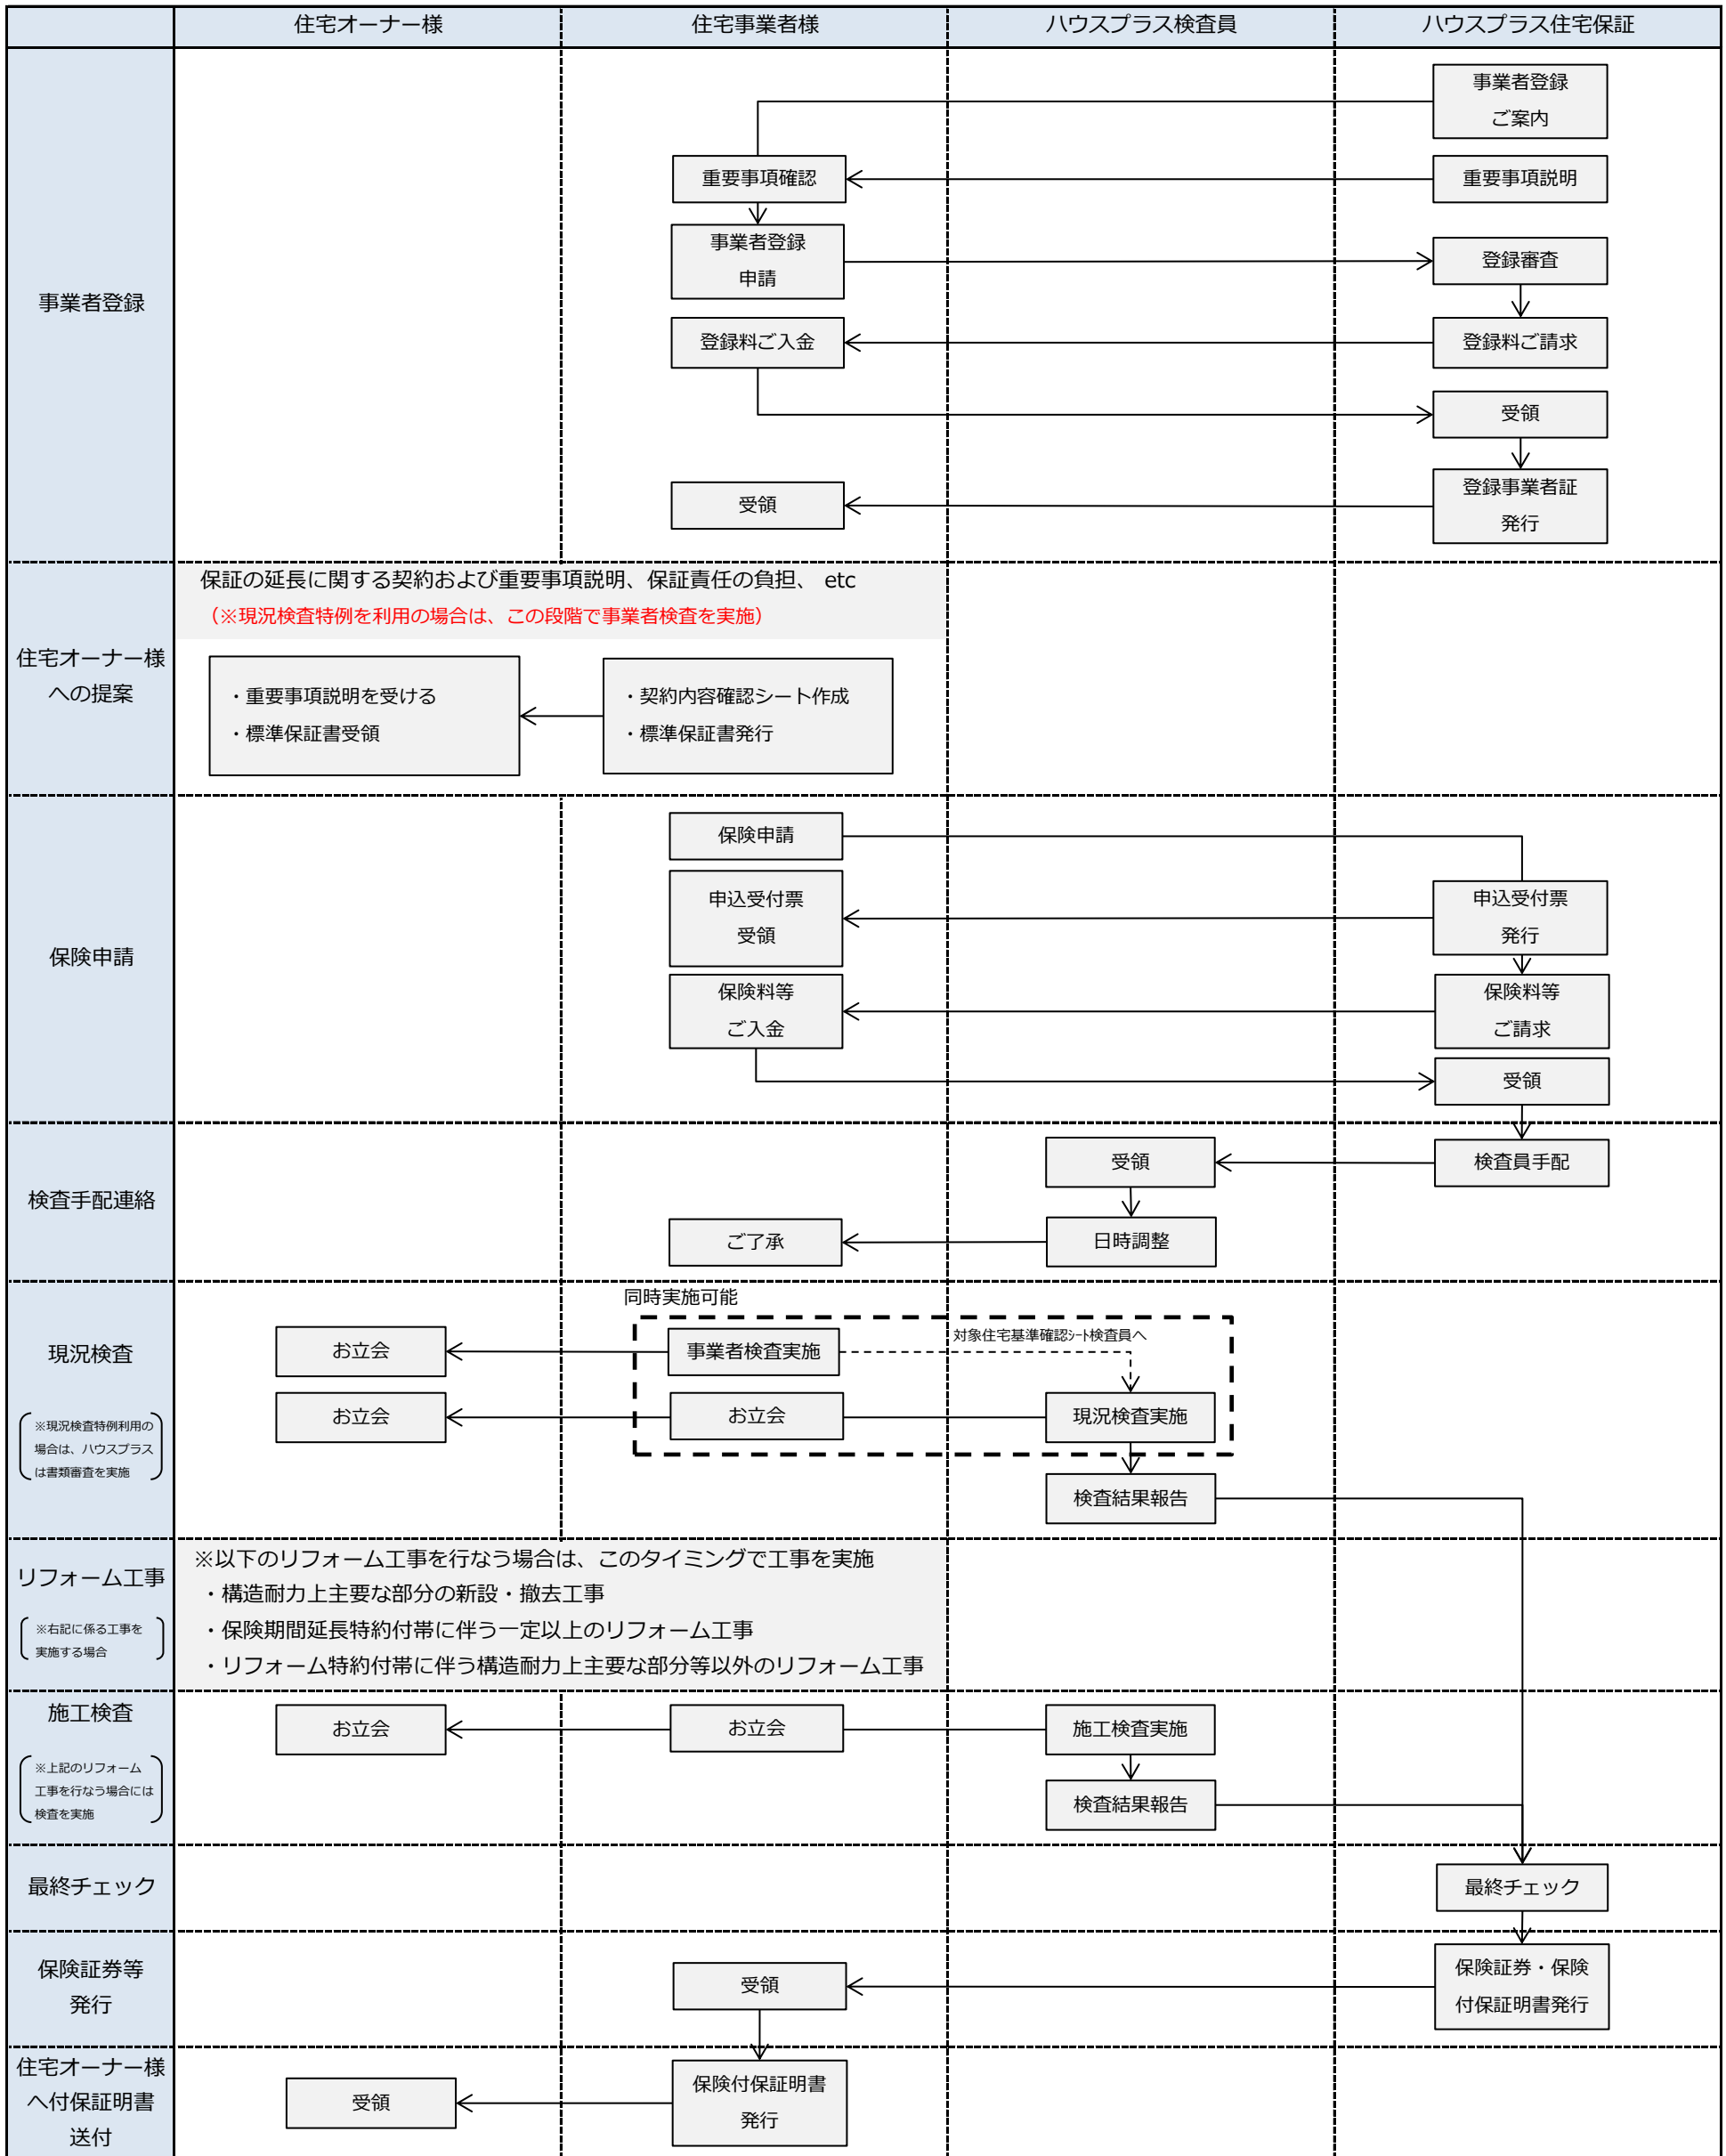 住宅オーナー様
住宅事業者様
ハウスプラス検査員
ハウスプラス住宅保証
事業者登録
事業者登録
ご案内
重要事項確認
重要事項説明
事業者登録
申請
登録審査
登録料ご入金
登録料ご請求
受領
受領
登録事業者証
発行
住宅オーナー様
への提案
保証の延長に関する契約および重要事項説明、保証責任の負担、 etc
（※現況検査特例を利用の場合は、この段階で事業者検査を実施）
・重要事項説明を受ける
・標準保証書受領
・契約内容確認シート作成
・標準保証書発行
保険申請
保険申請
申込受付票
受領
申込受付票
発行
保険料等
ご入金
保険料等
ご請求
受領
検査手配連絡
受領
検査員手配
ご了承
日時調整
現況検査
※現況検査特例利用の
場合は、ハウスプラス
は書類審査を実施
同時実施可能
お立会
事業者検査実施
対象住宅基準確認ｼｰﾄ検査員へ
お立会
お立会
現況検査実施
検査結果報告
リフォーム工事
※右記に係る工事を
実施する場合
※以下のリフォーム工事を行なう場合は、このタイミングで工事を実施
・構造耐力上主要な部分の新設・撤去工事
・保険期間延長特約付帯に伴う一定以上のリフォーム工事
・リフォーム特約付帯に伴う構造耐力上主要な部分等以外のリフォーム工事
施工検査
※上記のリフォーム
工事を行なう場合には
検査を実施
お立会
お立会
施工検査実施
検査結果報告
最終チェック
最終チェック
保険証券等
発行
受領
保険証券・保険
付保証明書発行
住宅オーナー様
へ付保証明書
送付
受領
保険付保証明書
発行